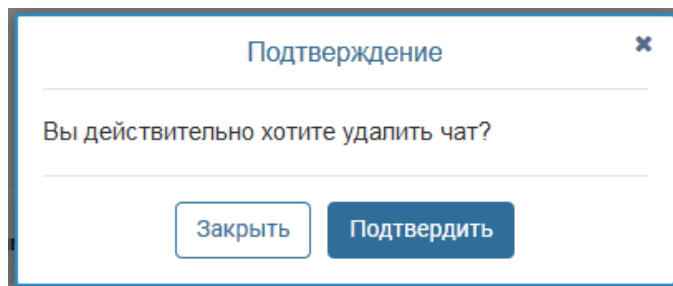 Подтверждение
Вы действительно хотите удалить чат?
Закрыть Подтвердить